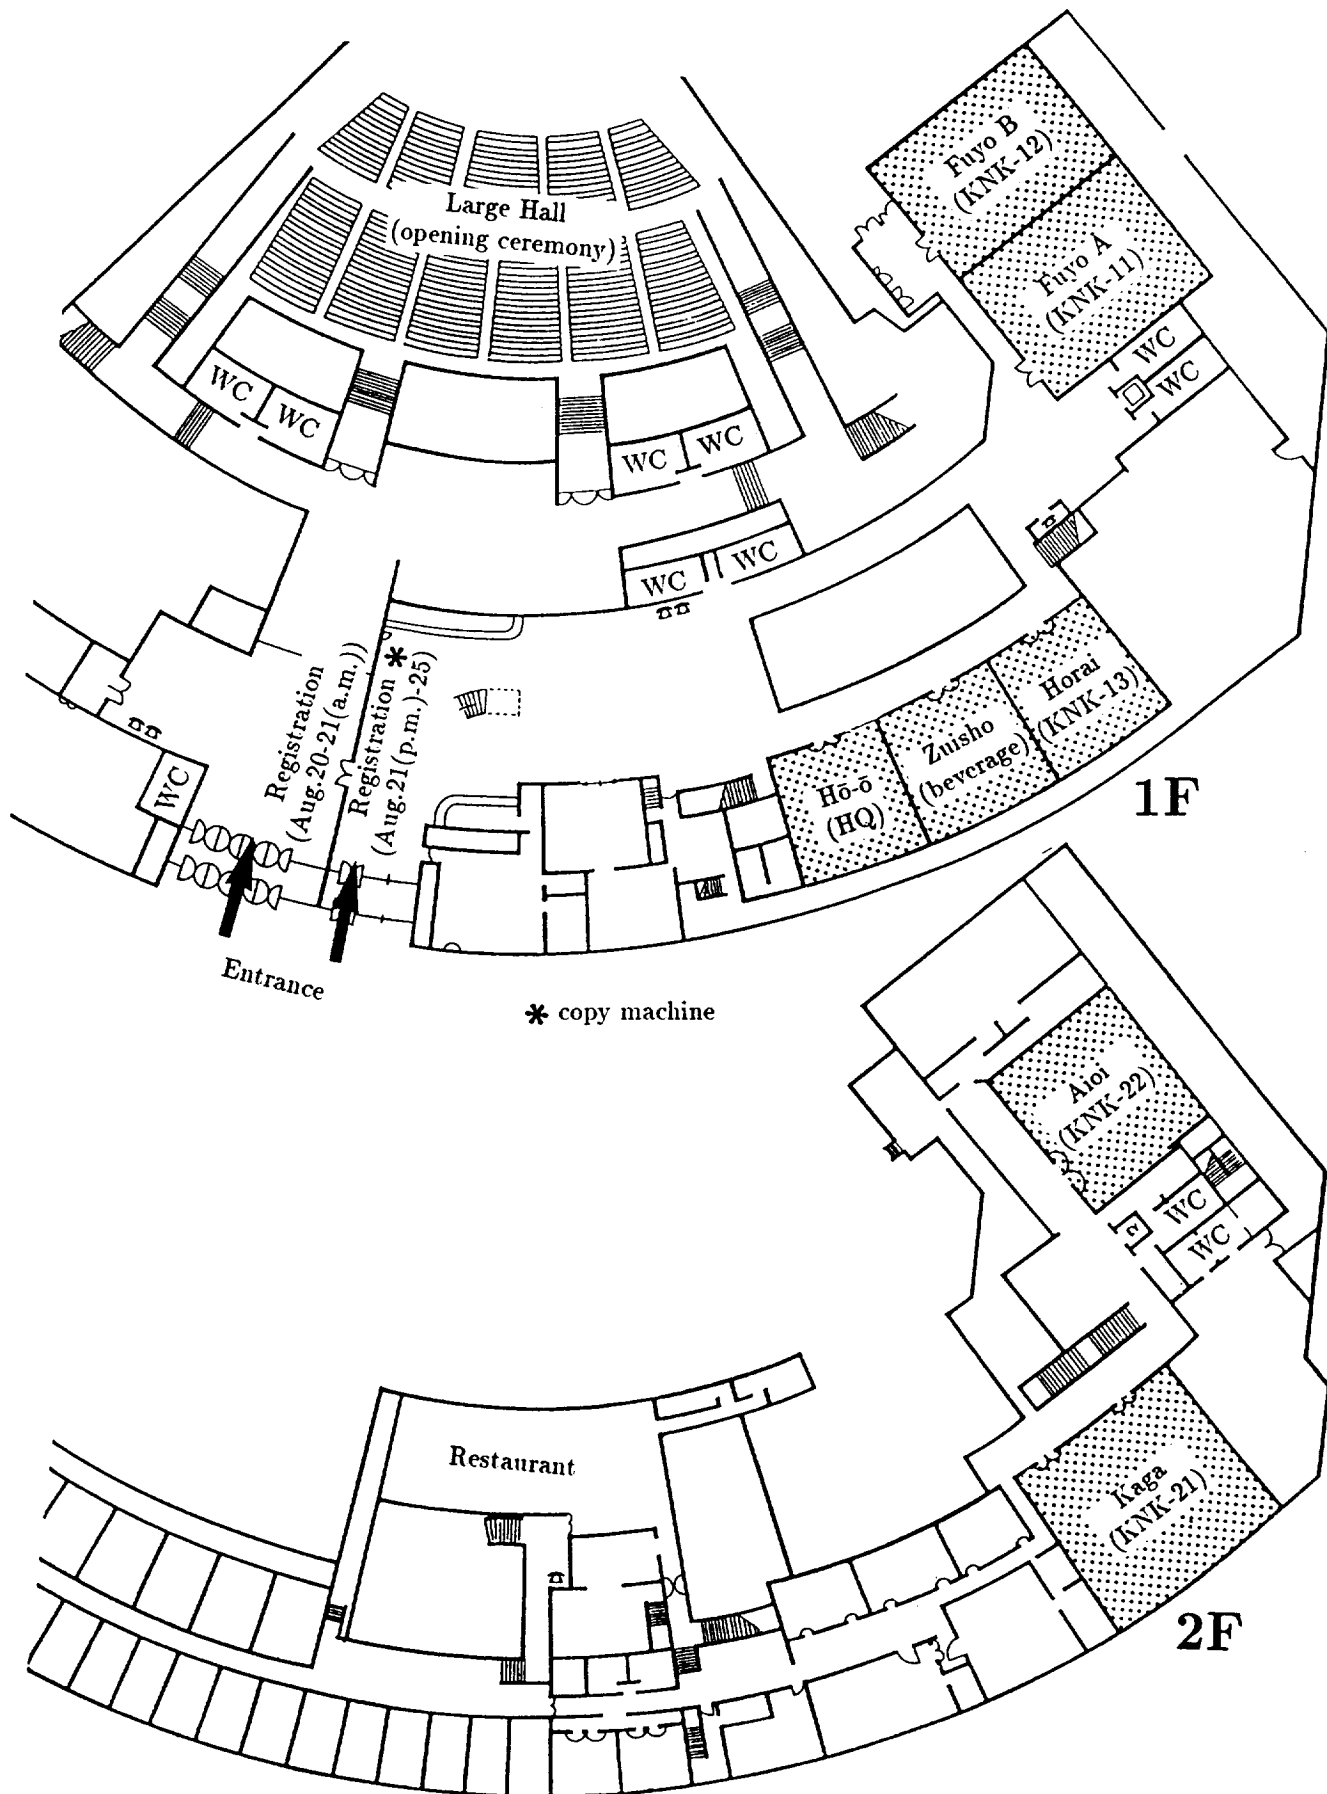 Fuyo B
(KNK-12)
Fuyo A
(KNK-11)
Large Hall
(opening ceremony)
WC
WC
WC
WC
WC
WC
WC
WC
Registration
(Aug.20-21(a.m.))
Registration *
(Aug.21(p.m.)-25)
Horai
(KNK-13)
Zuisho
(beverage)
Hō-ō
(HQ)
WC
1F
Entrance
* copy machine
Aioi
(KNK-22)
WC
WC
Restaurant
Kaga
(KNK-21)
2F